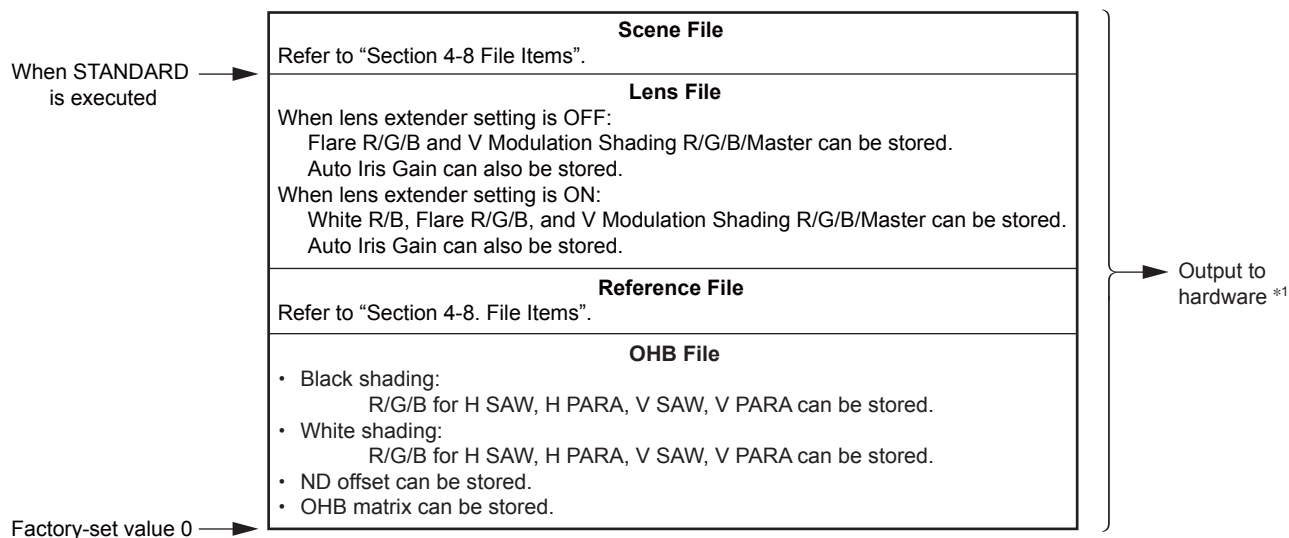 Scene File
Refer to “Section 4-8 File Items”.
When STANDARD
is executed
Lens File
When lens extender setting is OFF:
Flare R/G/B and V Modulation Shading R/G/B/Master can be stored.
Auto Iris Gain can also be stored.
When lens extender setting is ON:
White R/B, Flare R/G/B, and V Modulation Shading R/G/B/Master can be stored.
Auto Iris Gain can also be stored.
Reference File
Refer to “Section 4-8. File Items”.
OHB File
• Black shading:
R/G/B for H SAW, H PARA, V SAW, V PARA can be stored.
• White shading:
R/G/B for H SAW, H PARA, V SAW, V PARA can be stored.
• ND offset can be stored.
• OHB matrix can be stored.
Factory-set value 0
Output to
hardware *1